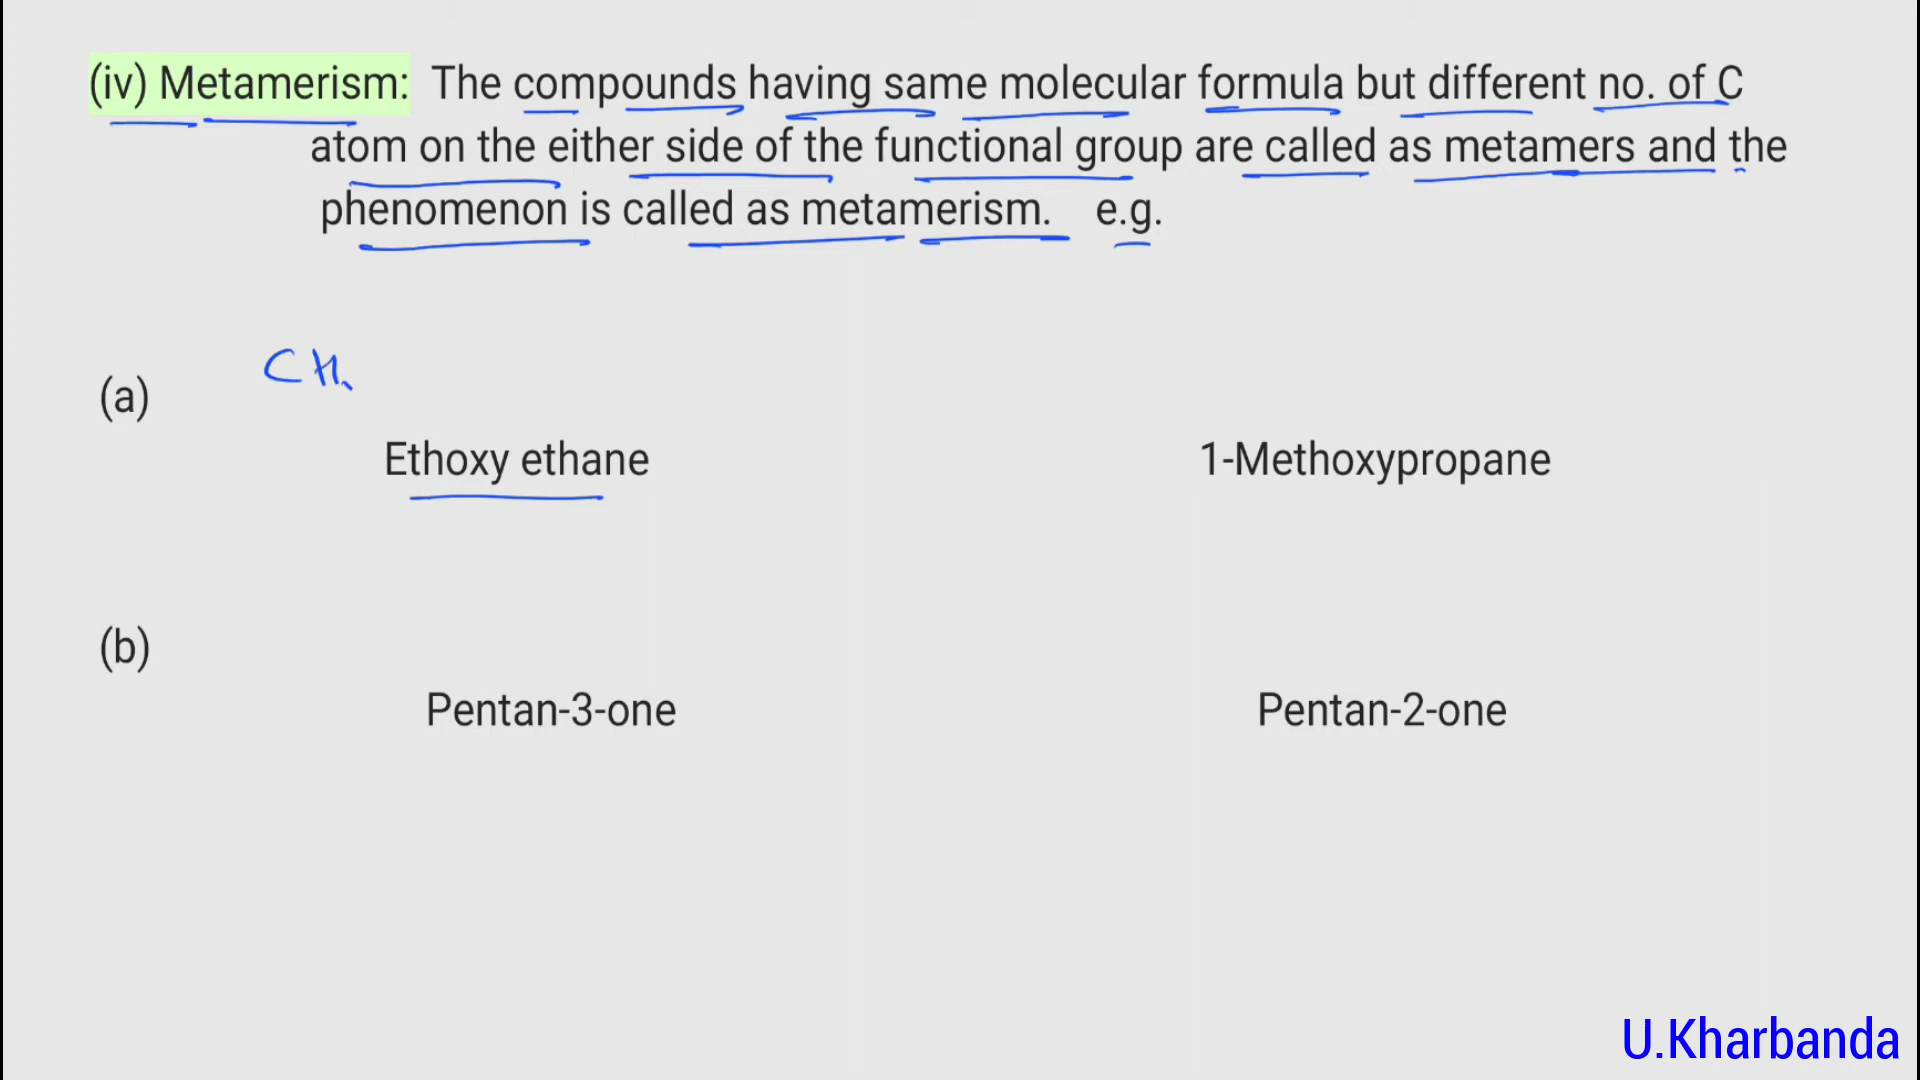 (iv) Metamerism: The compounds having same molecular formula but different no. of C
atom on the either side of the functional group are called as metamers and the
phenomenon is called as metamerism. e.g.
CH
(a)
Ethoxy ethane 1-Methoxypropane
(b)
Pentan-3-one Pentan-2-one
U.Kharbanda